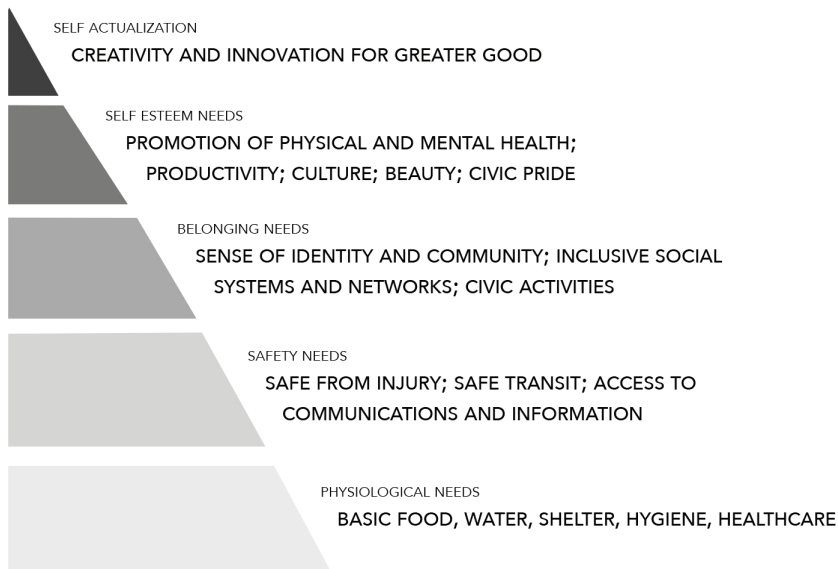 SELF ACTUALIZATION
CREATIVITY AND INNOVATION FOR GREATER GOOD
SELF ESTEEM NEEDS
PROMOTION OF PHYSICAL AND MENTAL HEALTH;
PRODUCTIVITY; CULTURE; BEAUTY; CIVIC PRIDE
BELONGING NEEDS
SENSE OF IDENTITY AND COMMUNITY; INCLUSIVE SOCIAL
SYSTEMS AND NETWORKS; CIVIC ACTIVITIES
SAFETY NEEDS
SAFE FROM INJURY; SAFE TRANSIT; ACCESS TO
COMMUNICATIONS AND INFORMATION
PHYSIOLOGICAL NEEDS
BASIC FOOD, WATER, SHELTER, HYGIENE, HEALTHCARE